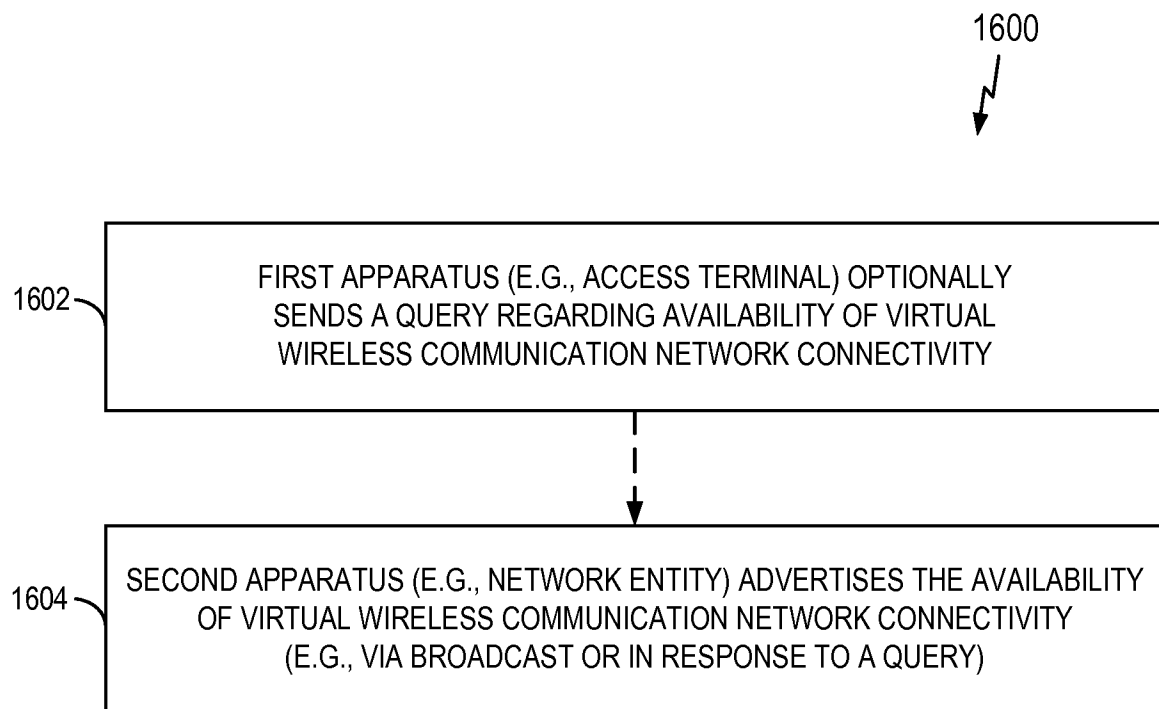 1600
1602
FIRST APPARATUS (E.G., ACCESS TERMINAL) OPTIONALLY
SENDS A QUERY REGARDING AVAILABILITY OF VIRTUAL
WIRELESS COMMUNICATION NETWORK CONNECTIVITY
1604
SECOND APPARATUS (E.G., NETWORK ENTITY) ADVERTISES THE AVAILABILITY
OF VIRTUAL WIRELESS COMMUNICATION NETWORK CONNECTIVITY
(E.G., VIA BROADCAST OR IN RESPONSE TO A QUERY)